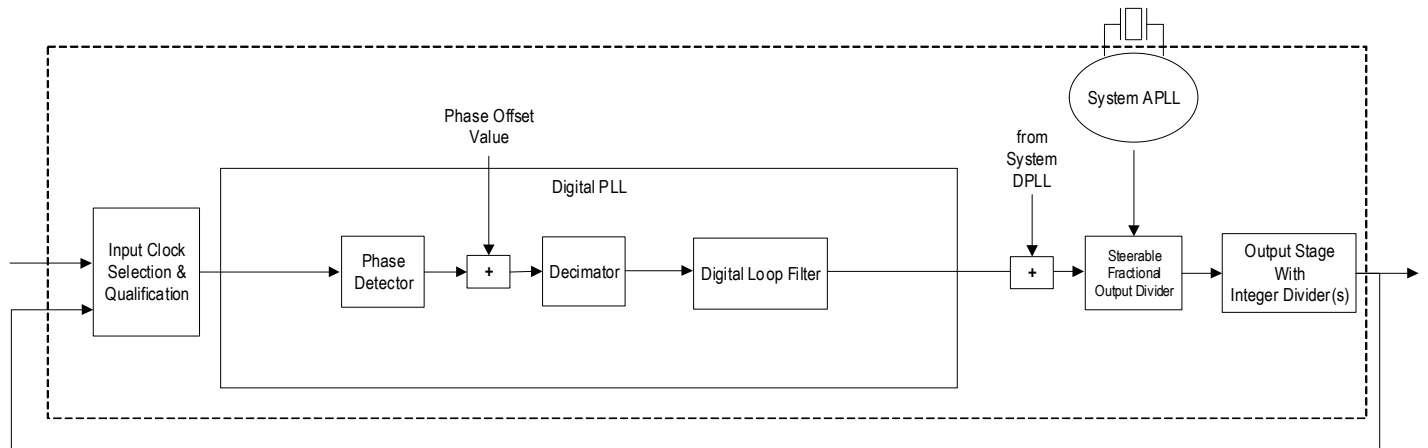 System APLL
Phase Offset
Value
from
System
DPLL
Digital PLL
Input Clock
Selection &
Qualification
Phase
Detector
+
Decimator
Digital Loop Filter
+
Steerable
Fractional
Output Divider
Output Stage
With
Integer Divider(s)